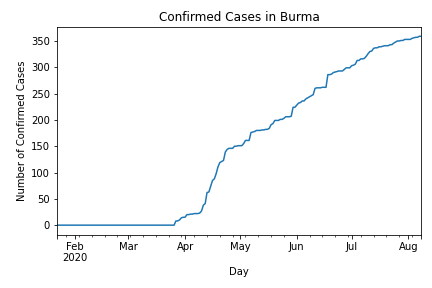 Confirmed Cases in Burma
350
300
250
200
150
100
50
0
Number of Confirmed Cases
Feb Mar Apr May Jun Jul Aug
2020
Day